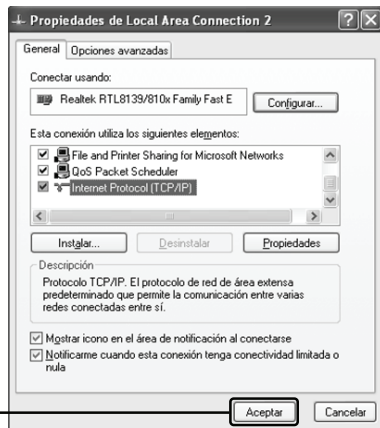 Propiedades de Local Area Connection 2
General
Opciones avanzadas
Conectar usando:
Realtek RTL8139/810x Family Fast E
Configurar...
Esta conexión utiliza los siguientes elementos:
File and Printer Sharing for Microsoft Networks
QoS Packet Scheduler
Internet Protocol (TCP/IP)
Instalar...
Desinstalar
Propiedades
Descripción
Protocolo TCP/IP. El protocolo de red de área extensa
predeterminado que permite la comunicación entre varias
redes conectadas entre sí.
Mostrar icono en el área de notificación al conectarse
Notificarme cuando esta conexión tenga conectividad limitada o
nula
Aceptar
Cancelar